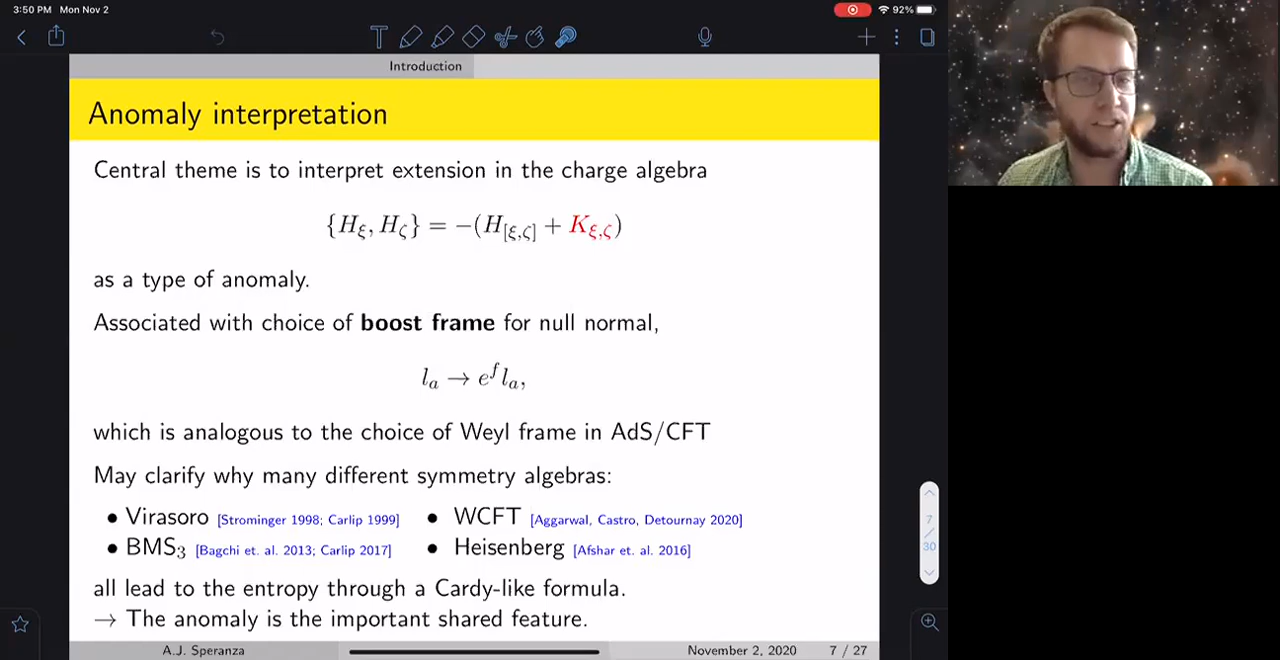 3:50 PM Mon Nov 2
92%
Introduction
Anomaly interpretation
Central theme is to interpret extension in the charge algebra
{H_ξ, H_ζ} = −(H_{[ξ,ζ]} + K_{ξ,ζ})
as a type of anomaly.
Associated with choice of boost frame for null normal,
l_a → e^f l_a,
which is analogous to the choice of Weyl frame in AdS/CFT
May clarify why many different symmetry algebras:
• Virasoro [Strominger 1998; Carlip 1999] • WCFT [Aggarwal, Castro, Detournay 2020]
• BMS₃ [Bagchi et. al. 2013; Carlip 2017] • Heisenberg [Afshar et. al. 2016]
all lead to the entropy through a Cardy-like formula.
→ The anomaly is the important shared feature.
A.J. Speranza November 2, 2020 7 / 27
7
/
30